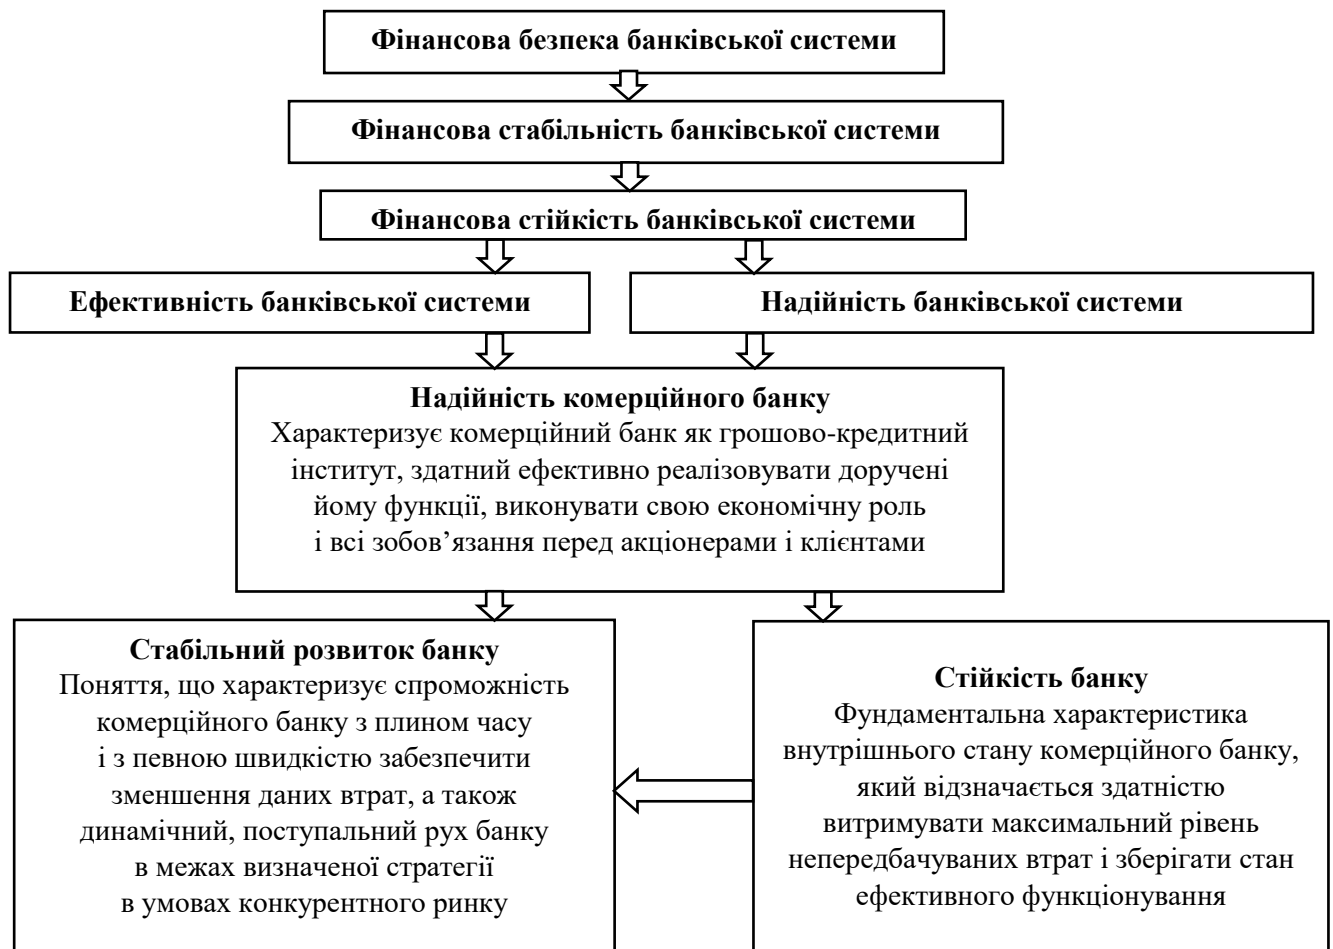 Фінансова безпека банківської системи
Фінансова стабільність банківської системи
Фінансова стійкість банківської системи
Ефективність банківської системи
Надійність банківської системи
Надійність комерційного банку
Характеризує комерційний банк як грошово-кредитний
інститут, здатний ефективно реалізовувати доручені
йому функції, виконувати свою економічну роль
і всі зобов’язання перед акціонерами і клієнтами
Стабільний розвиток банку
Поняття, що характеризує спроможність
комерційного банку з плином часу
і з певною швидкістю забезпечити
зменшення даних втрат, а також
динамічний, поступальний рух банку
в межах визначеної стратегії
в умовах конкурентного ринку
Стійкість банку
Фундаментальна характеристика
внутрішнього стану комерційного банку,
який відзначається здатністю
витримувати максимальний рівень
непередбачуваних втрат і зберігати стан
ефективного функціонування